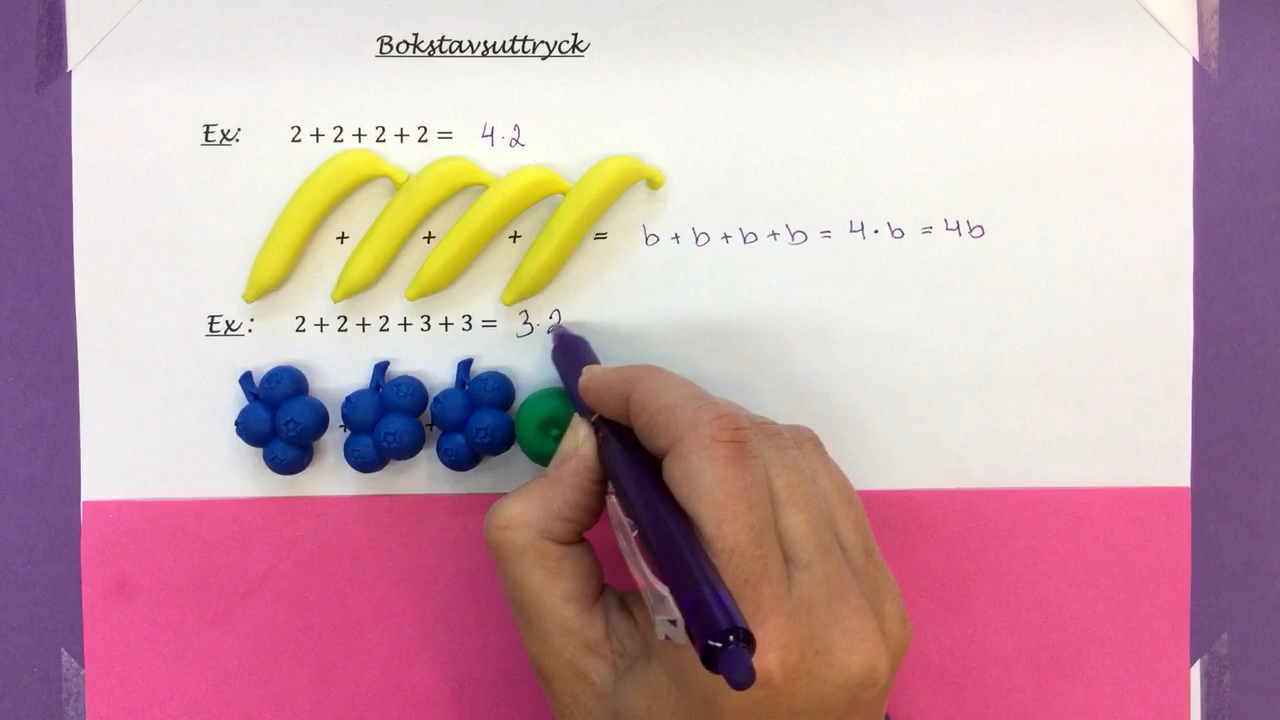 Bokstavsuttryck
Ex: 2 + 2 + 2 + 2 = 4·2
+ + + = b + b + b + b = 4·b = 4b
Ex: 2 + 2 + 2 + 3 + 3 = 3·2
+ +